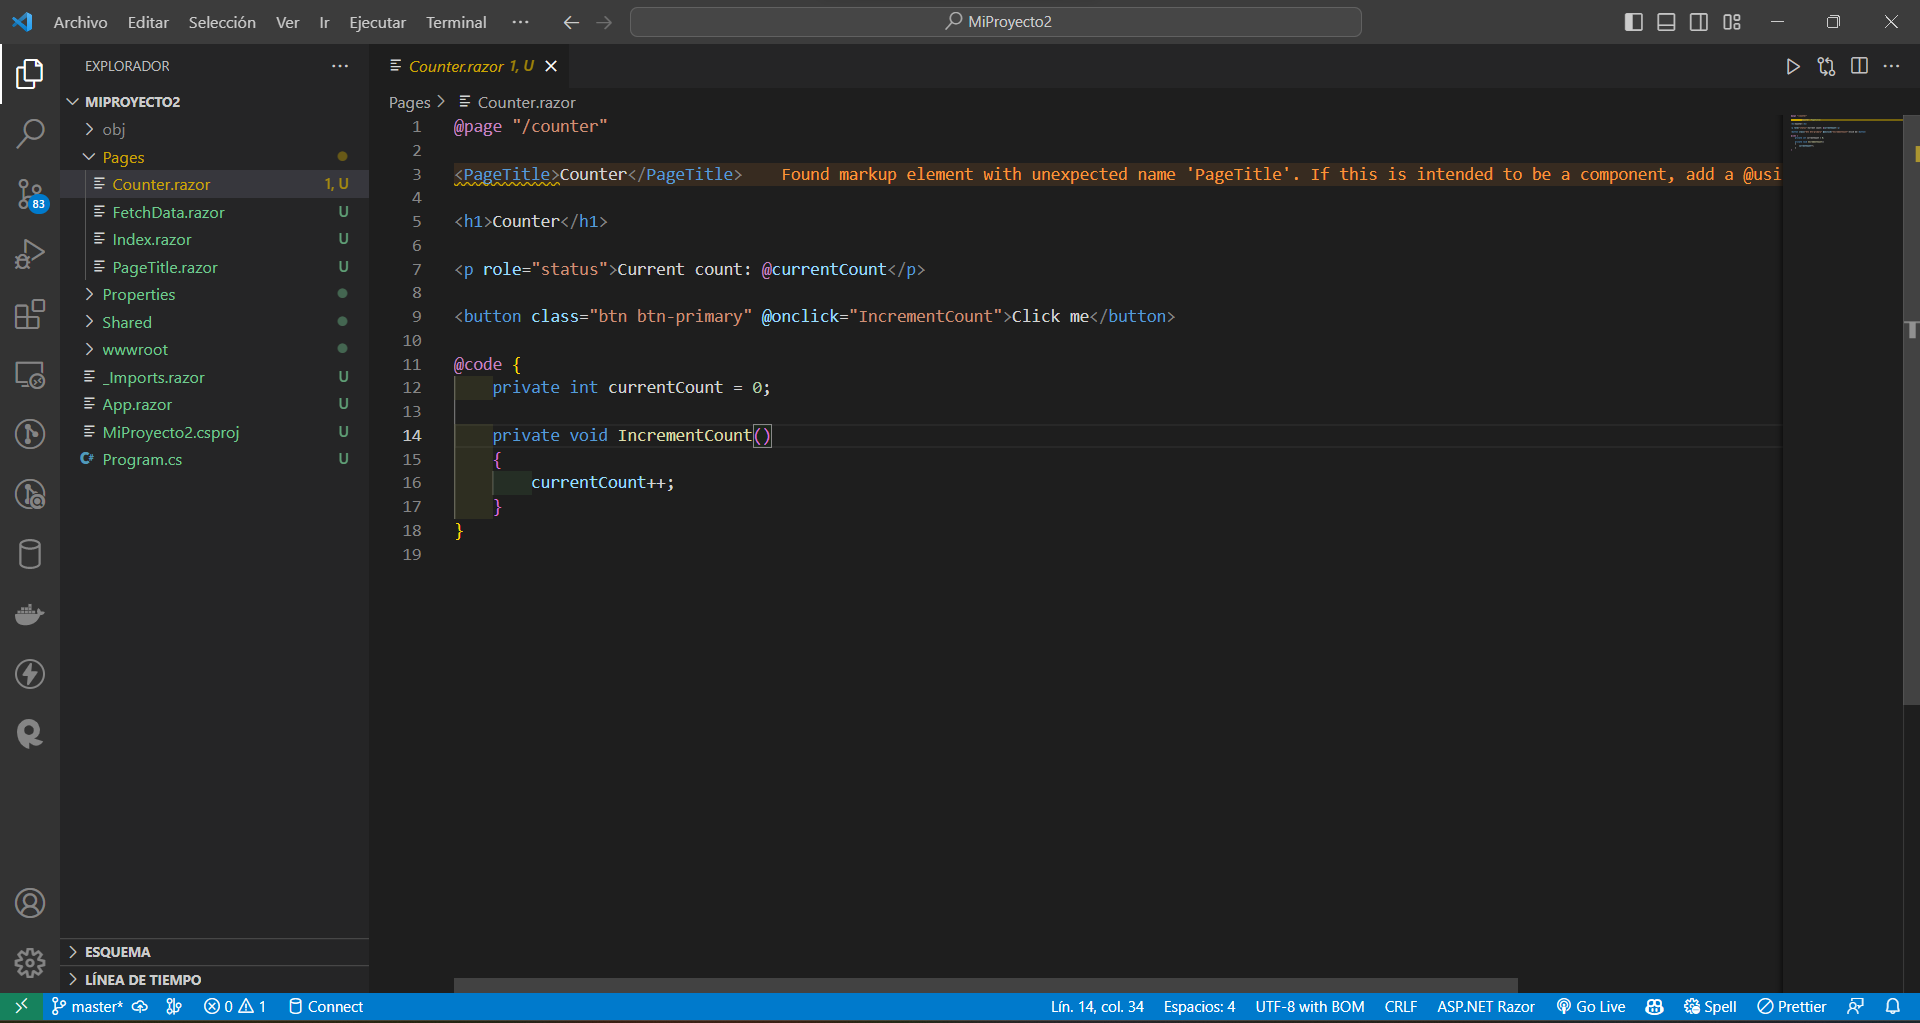 Archivo Editar Selección Ver Ir Ejecutar Terminal ··· MiProyecto2
EXPLORADOR
MIPROYECTO2
obj
Pages
Counter.razor 1, U
FetchData.razor U
Index.razor U
PageTitle.razor U
Properties
Shared
wwwroot
_Imports.razor U
App.razor U
MiProyecto2.csproj U
C# Program.cs U
83
ESQUEMA
LÍNEA DE TIEMPO
Counter.razor 1, U
Pages > Counter.razor
1 @page "/counter"
2
3 <PageTitle>Counter</PageTitle> Found markup element with unexpected name 'PageTitle'. If this is intended to be a component, add a @usi
4
5 <h1>Counter</h1>
6
7 <p role="status">Current count: @currentCount</p>
8
9 <button class="btn btn-primary" @onclick="IncrementCount">Click me</button>
10
11 @code {
12 private int currentCount = 0;
13
14 private void IncrementCount()
15 {
16 currentCount++;
17 }
18 }
19
master* 0 1 Connect Lín. 14, col. 34 Espacios: 4 UTF-8 with BOM CRLF ASP.NET Razor Go Live Spell Prettier